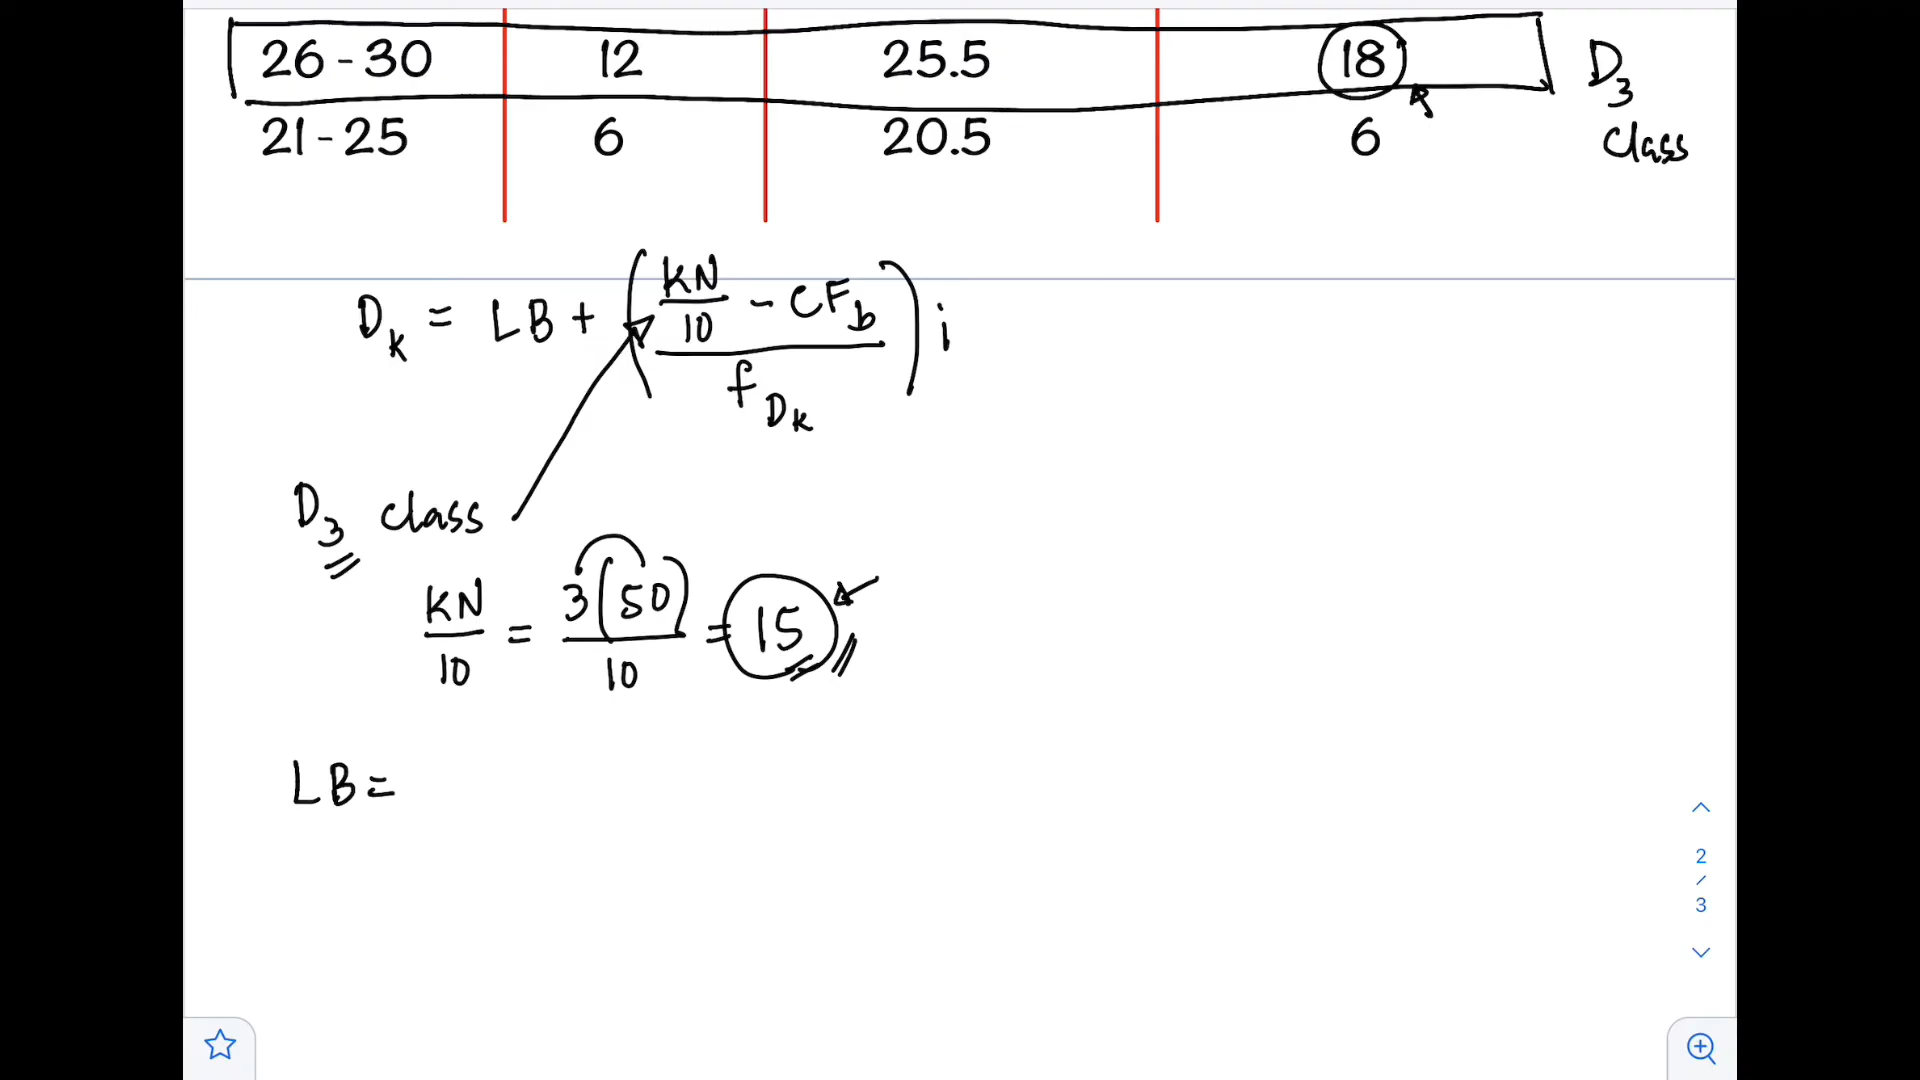 26-30 12 25.5 18 D3
21-25 6 20.5 6 class
Dk = LB + (KN/10 - CFb / fDk) i
D3 class
KN/10 = 3(50)/10 = 15
LB =
2
/
3